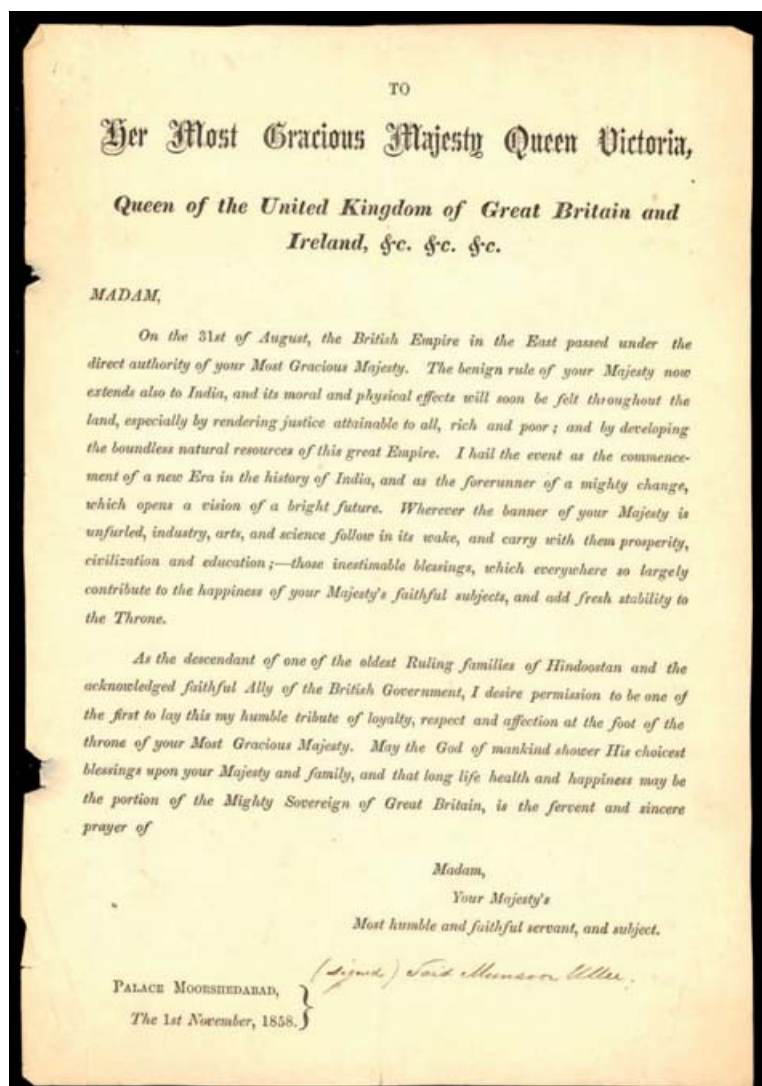 TO
Her Most Gracious Majesty Queen Victoria,
Queen of the United Kingdom of Great Britain and
Ireland, &c. &c. &c.
MADAM,
On the 31st of August, the British Empire in the East passed under the
direct authority of your Most Gracious Majesty. The benign rule of your Majesty now
extends also to India, and its moral and physical effects will soon be felt throughout the
land, especially by rendering justice attainable to all, rich and poor; and by developing
the boundless natural resources of this great Empire. I hail the event as the commence-
ment of a new Era in the history of India, and as the forerunner of a mighty change,
which opens a vision of a bright future. Wherever the banner of your Majesty is
unfurled, industry, arts, and science follow in its wake, and carry with them prosperity,
civilization and education;—those inestimable blessings, which everywhere so largely
contribute to the happiness of your Majesty's faithful subjects, and add fresh stability to
the Throne.
As the descendant of one of the oldest Ruling families of Hindoostan and the
acknowledged faithful Ally of the British Government, I desire permission to be one of
the first to lay this my humble tribute of loyalty, respect and affection at the foot of the
throne of your Most Gracious Majesty. May the God of mankind shower His choicest
blessings upon your Majesty and family, and that long life health and happiness may be
the portion of the Mighty Sovereign of Great Britain, is the fervent and sincere
prayer of
Madam,
Your Majesty's
Most humble and faithful servant, and subject.
(signed) Munsoor Ullee.
PALACE MOORSHEDABAD,
The 1st November, 1858.